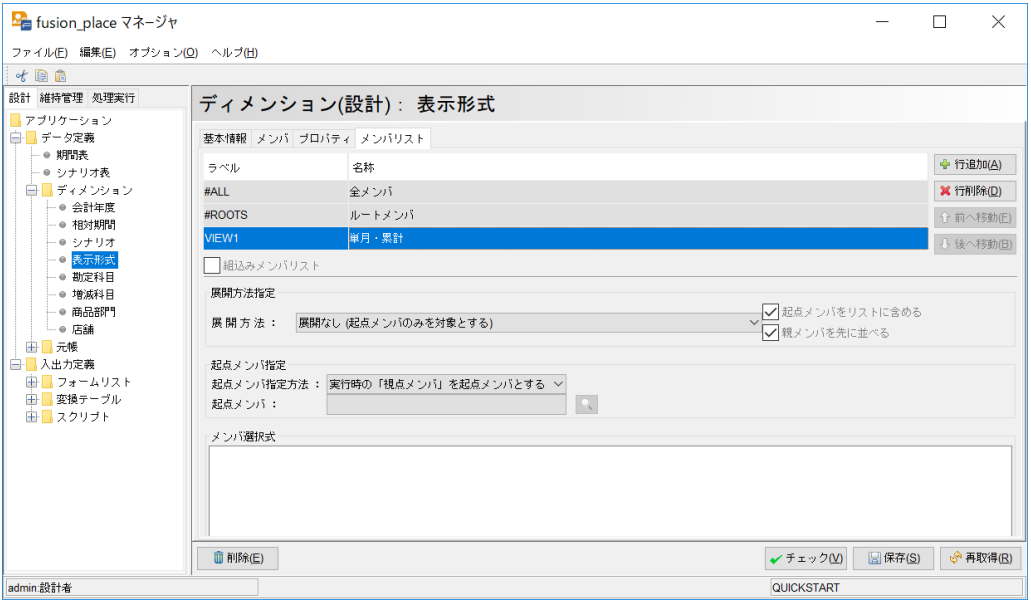 fusion_place マネージャ
ファイル(F) 編集(E) オプション(O) ヘルプ(H)
設計 維持管理 処理実行
アプリケーション
データ定義
期間表
シナリオ表
ディメンション
会計年度
相対期間
シナリオ
表示形式
勘定科目
増減科目
商品部門
店舗
元帳
入出力定義
フォームリスト
変換テーブル
スクリプト
ディメンション(設計)： 表示形式
基本情報 メンバ プロパティ メンバリスト
ラベル 名称
#ALL 全メンバ
#ROOTS ルートメンバ
VIEW1 単月・累計
行追加(A)
行削除(D)
前へ移動(F)
後へ移動(B)
組込みメンバリスト
展開方法指定
展開方法： 展開なし (起点メンバのみを対象とする)
起点メンバをリストに含める
親メンバを先に並べる
起点メンバ指定
起点メンバ指定方法： 実行時の「視点メンバ」を起点メンバとする
起点メンバ：
メンバ選択式
削除(E) チェック(V) 保存(S) 再取得(R)
admin:設計者 QUICKSTART